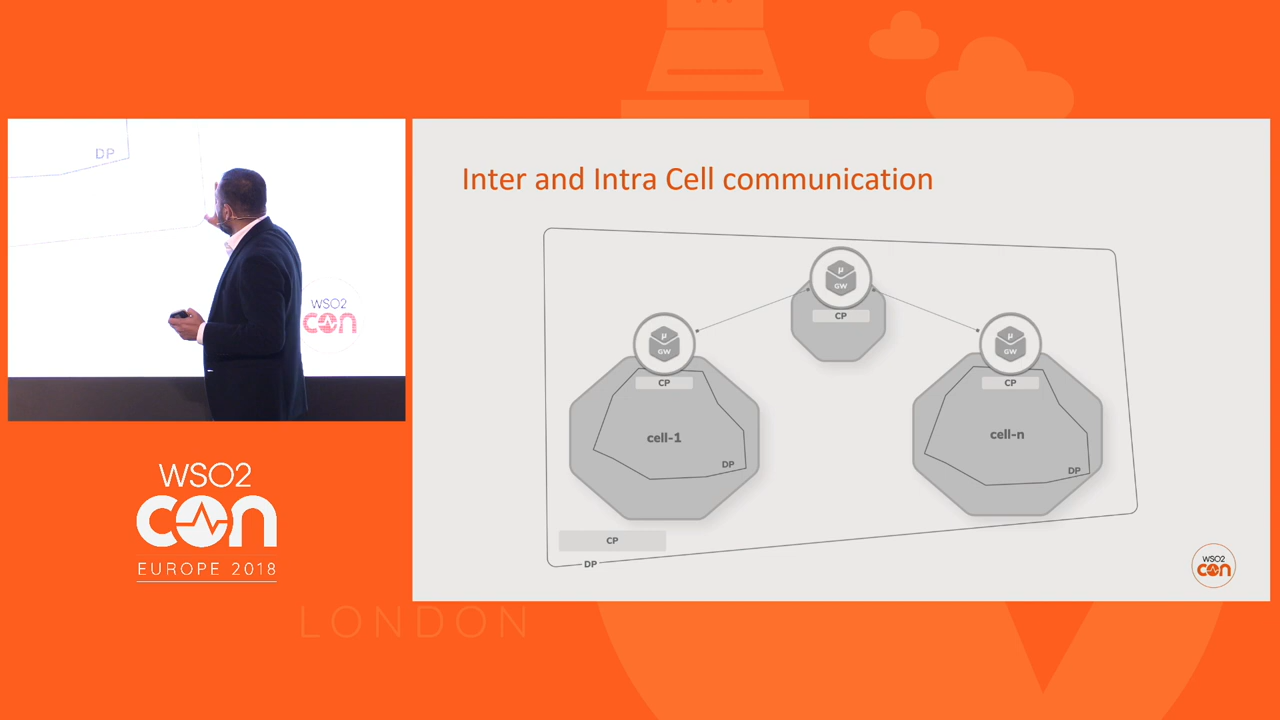 DP
WSO2
con
WSO2
con
EUROPE 2018
LONDON
Inter and Intra Cell communication
µ
GW
CP
µ
GW
CP
cell-1
DP
µ
GW
CP
cell-n
DP
CP
DP
WSO2
con